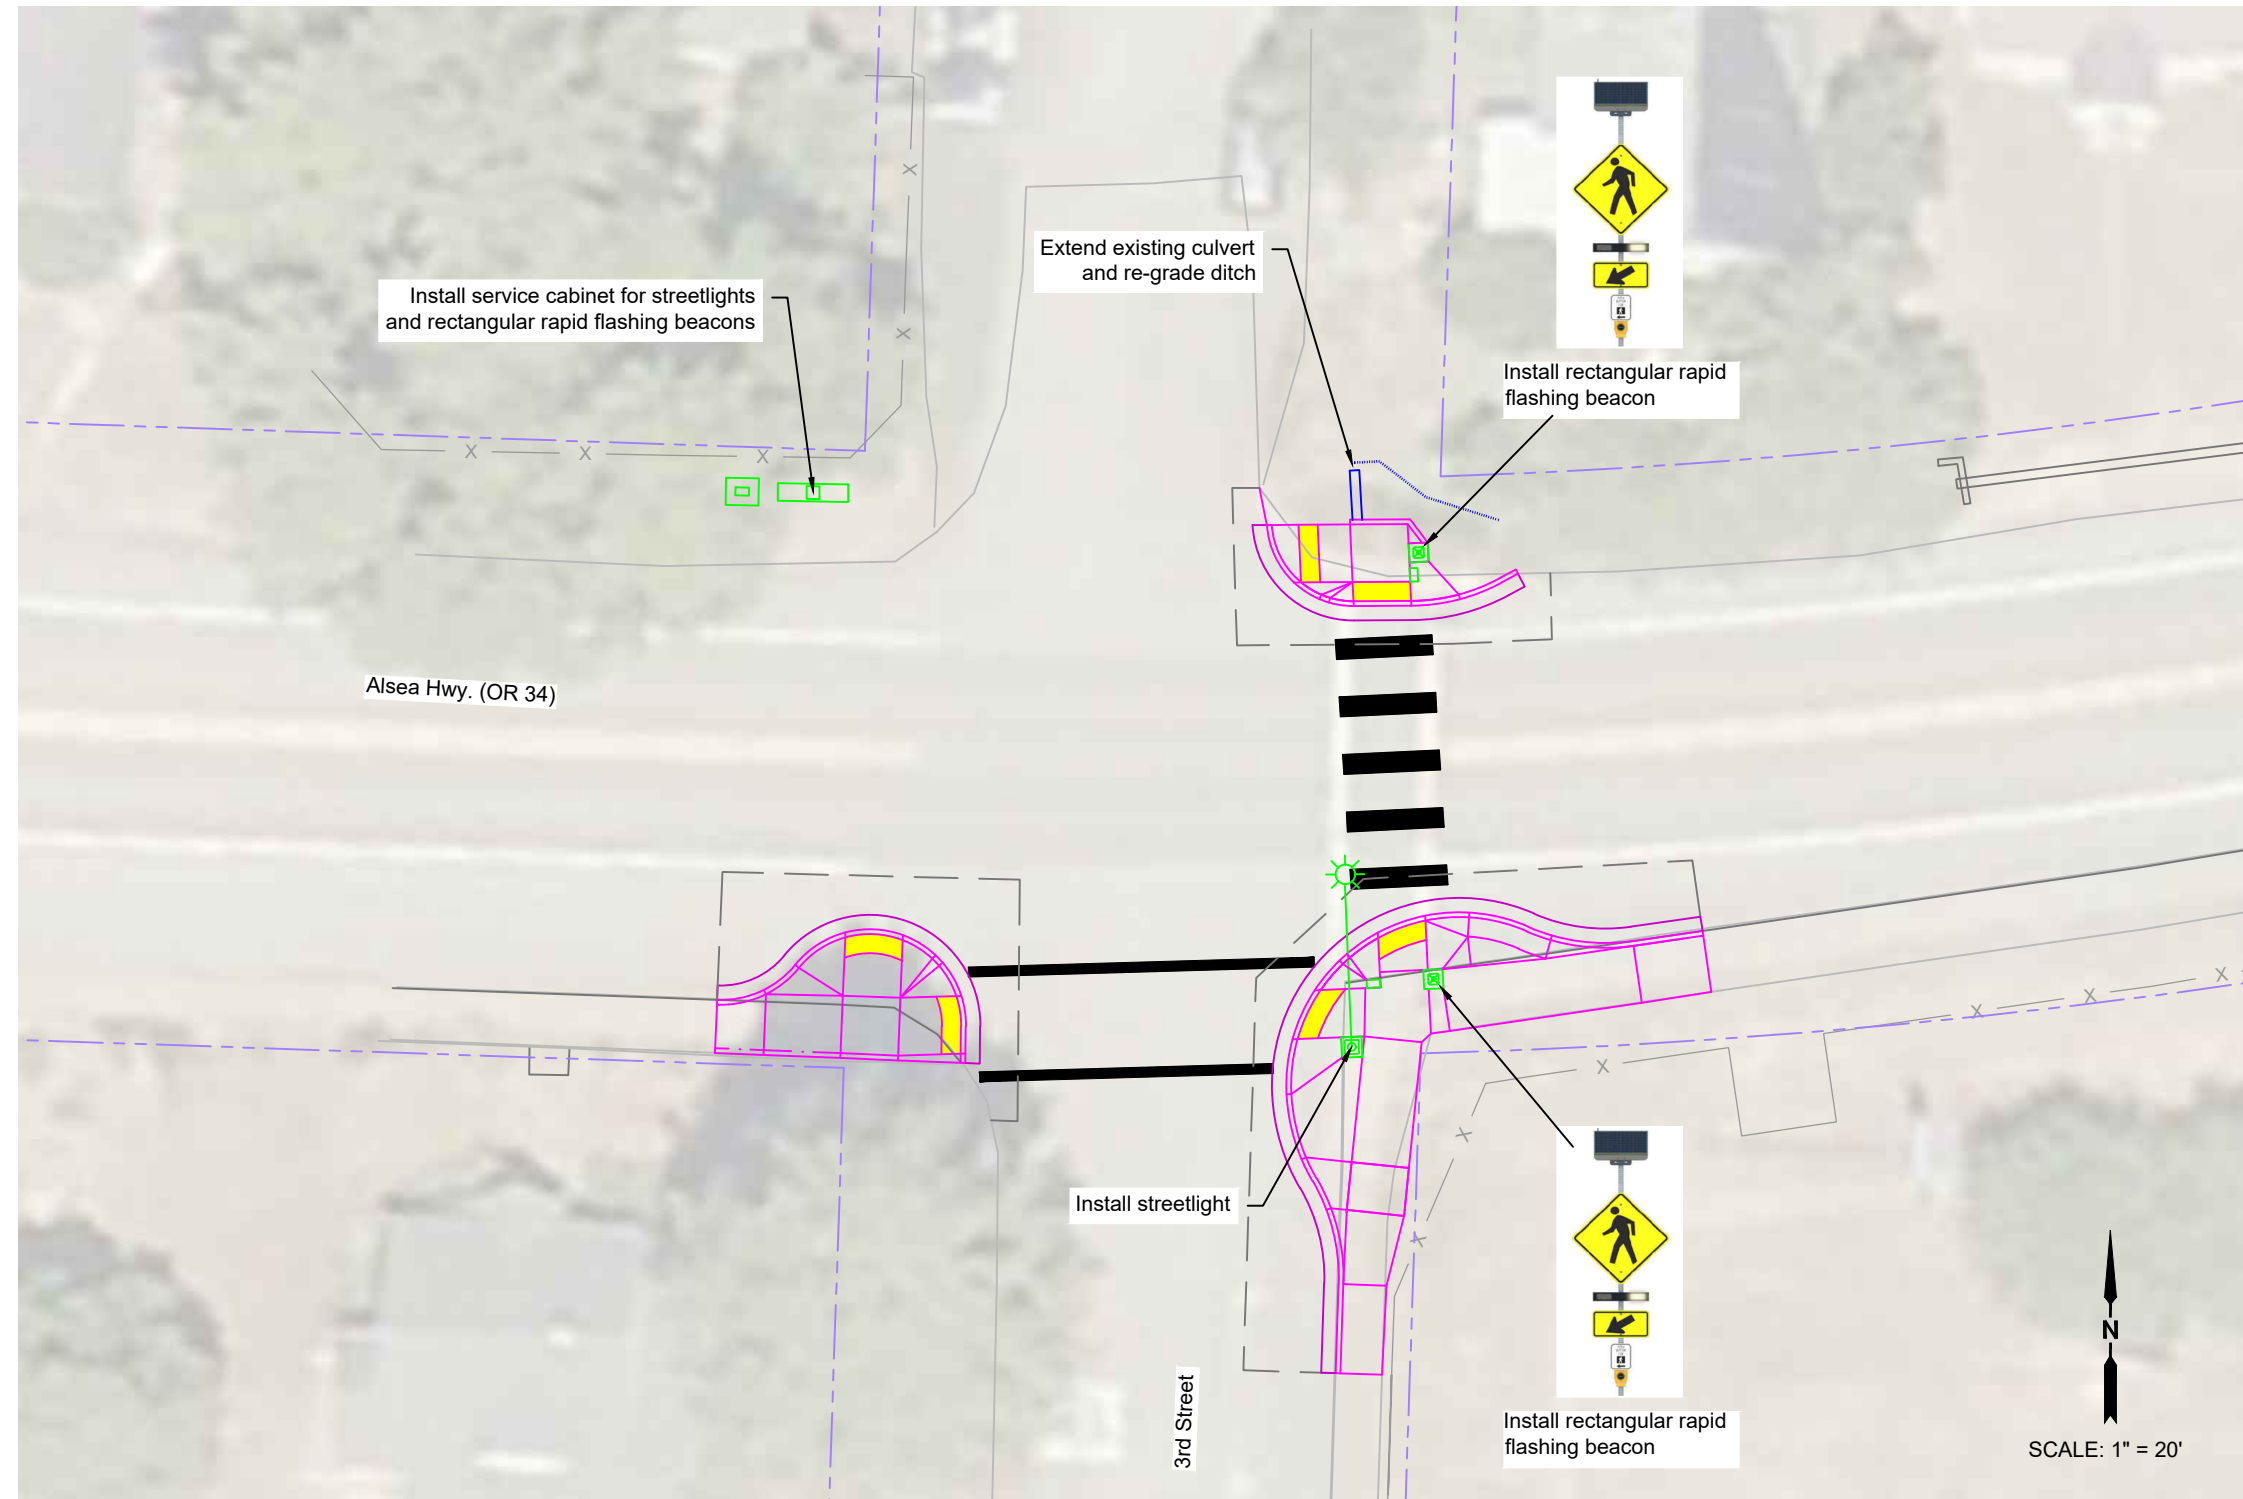 Extend existing culvert
and re-grade ditch
Install service cabinet for streetlights
and rectangular rapid flashing beacons
Install rectangular rapid
flashing beacon
Alsea Hwy. (OR 34)
X
X
X
X
X
X
X
X
X
X
X
Install streetlight
3rd Street
Install rectangular rapid
flashing beacon
N
SCALE: 1" = 20'